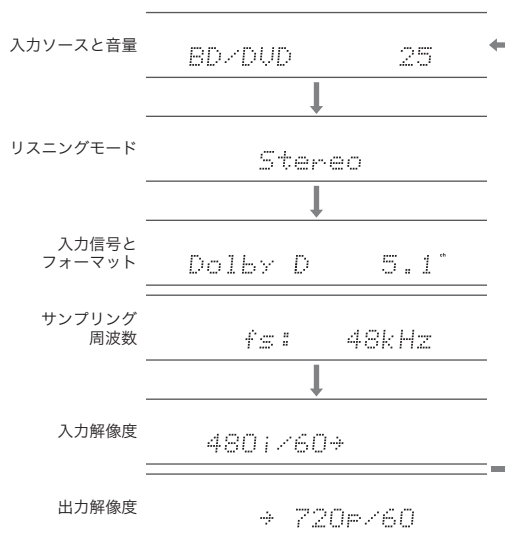 入力ソースと音量
BD/DVD 25
リスニングモード
Stereo
入力信号と
フォーマット
Dolby D 5.1
サンプリング
周波数
fs: 48kHz
入力解像度
480i/60→
出力解像度
→ 720p/60